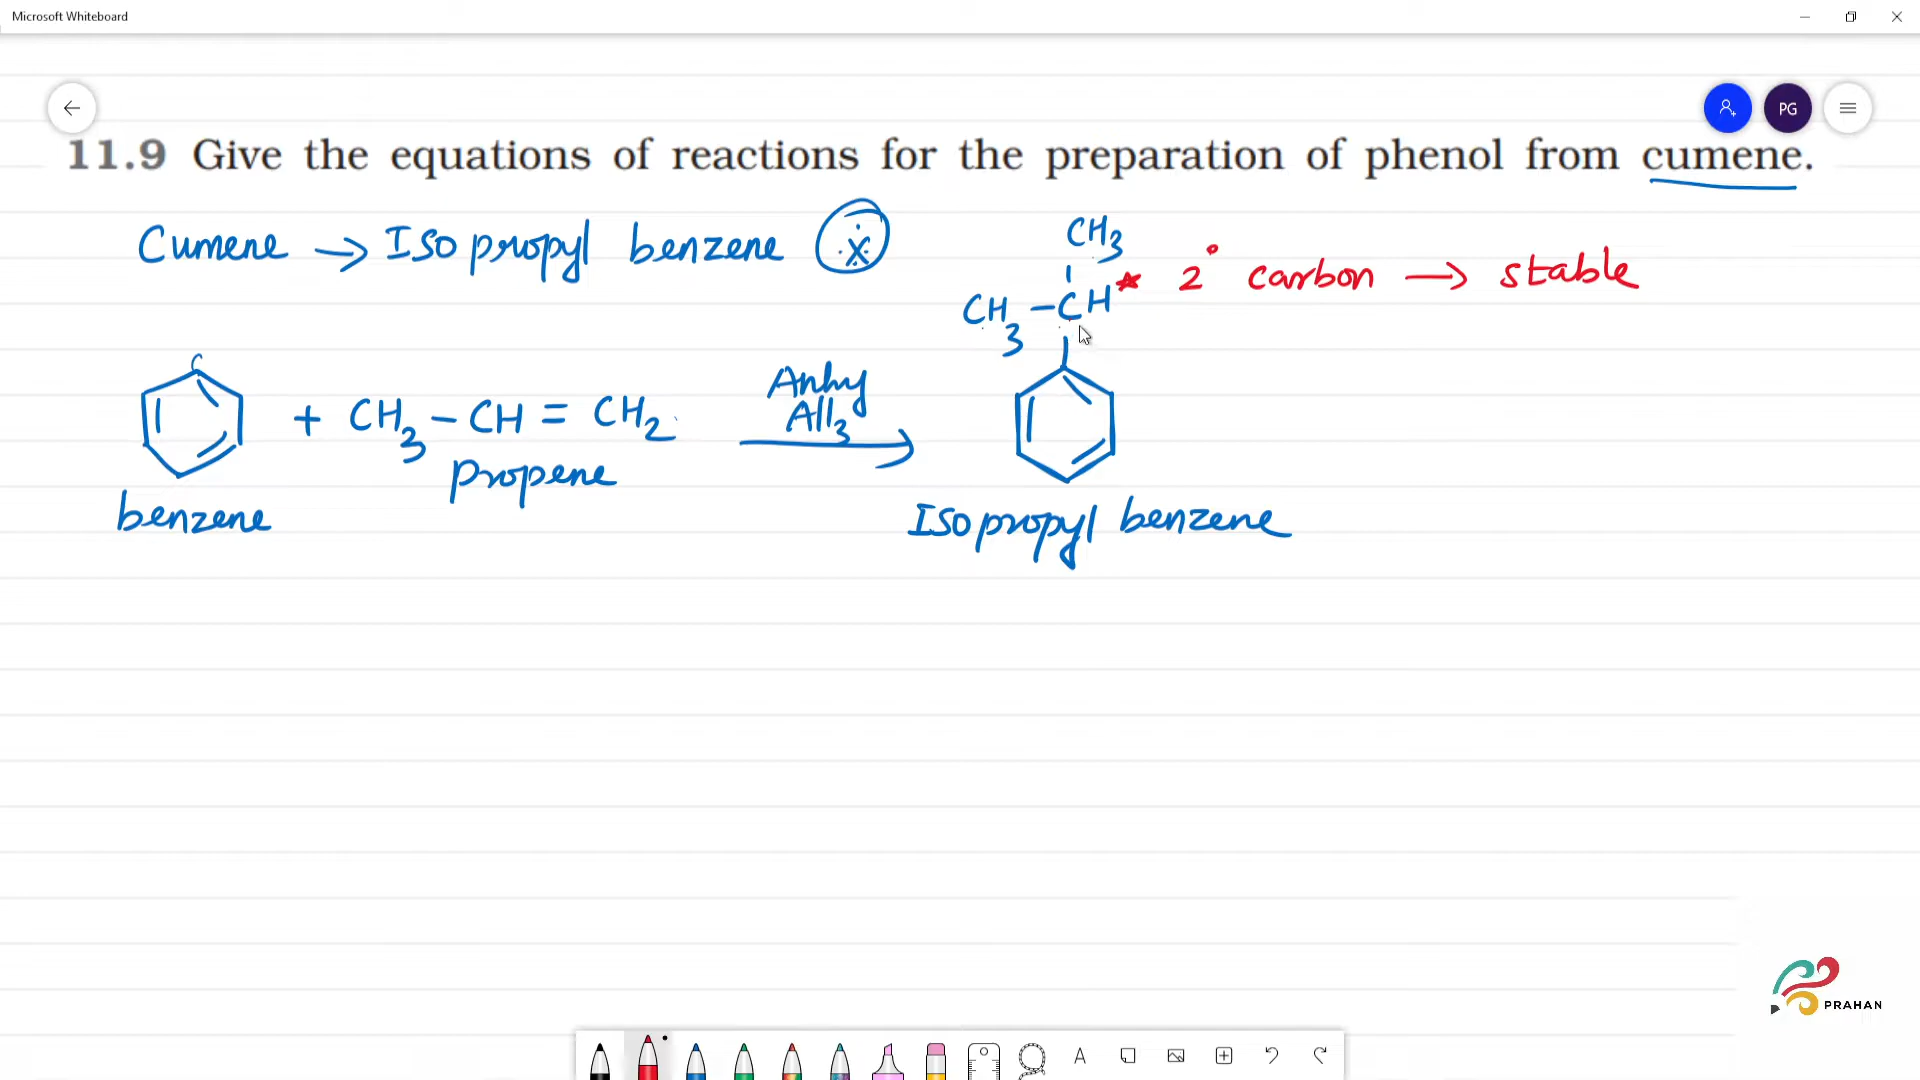 Microsoft Whiteboard
PG
11.9 Give the equations of reactions for the preparation of phenol from cumene.
Cumene → Isopropyl benzene
CH3
CH3 - CH * 2° carbon → stable
+ CH3 - CH = CH2
Anhy
All3
propene
benzene
Isopropyl benzene
PRAHAN
A